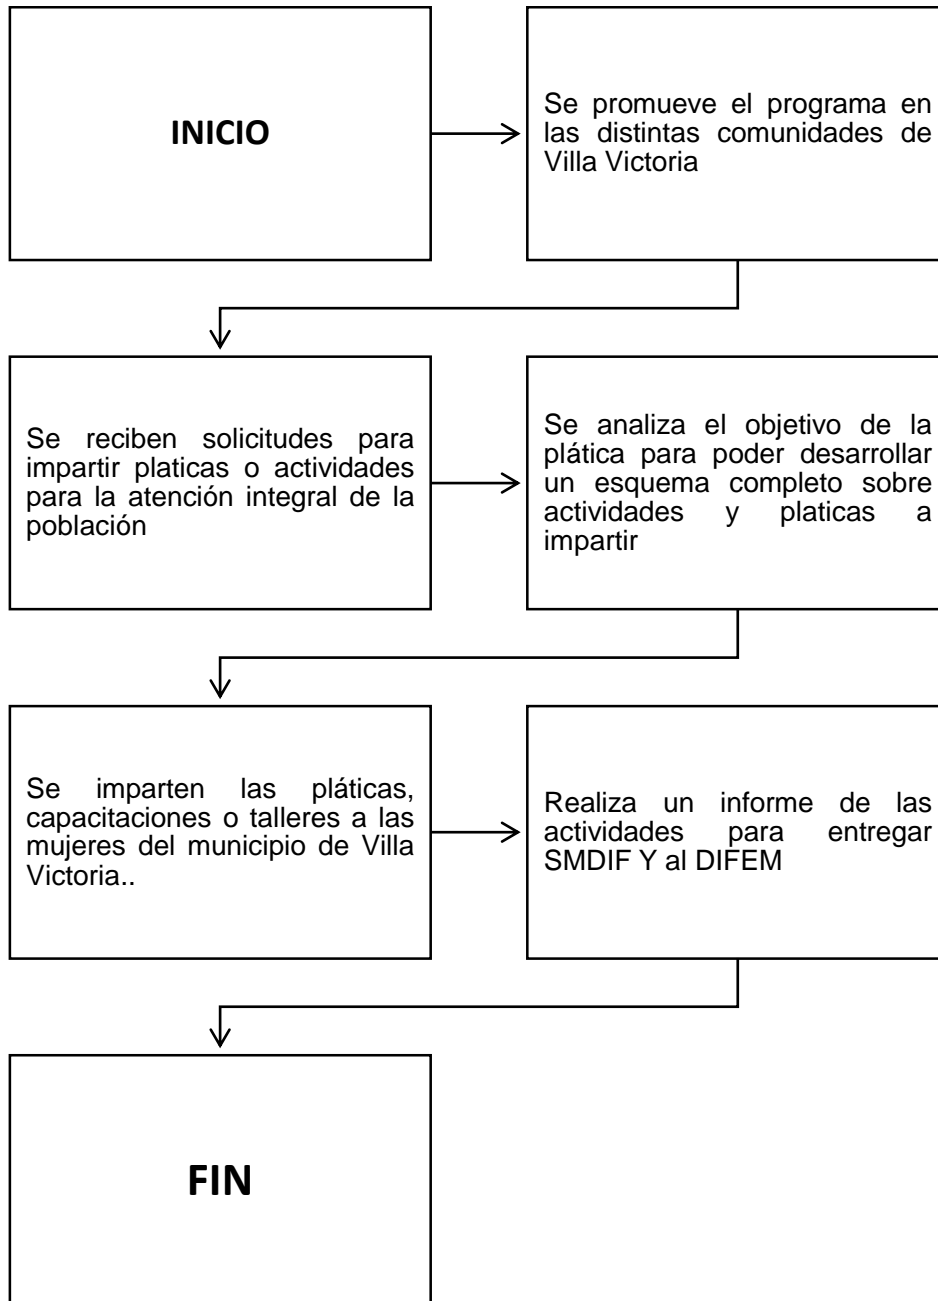 INICIO
Se promueve el programa en
las distintas comunidades de
Villa Victoria
Se reciben solicitudes para
impartir platicas o actividades
para la atención integral de la
población
Se analiza el objetivo de la
plática para poder desarrollar
un esquema completo sobre
actividades y platicas a
impartir
Se imparten las pláticas,
capacitaciones o talleres a las
mujeres del municipio de Villa
Victoria..
Realiza un informe de las
actividades para entregar
SMDIF Y al DIFEM
FIN